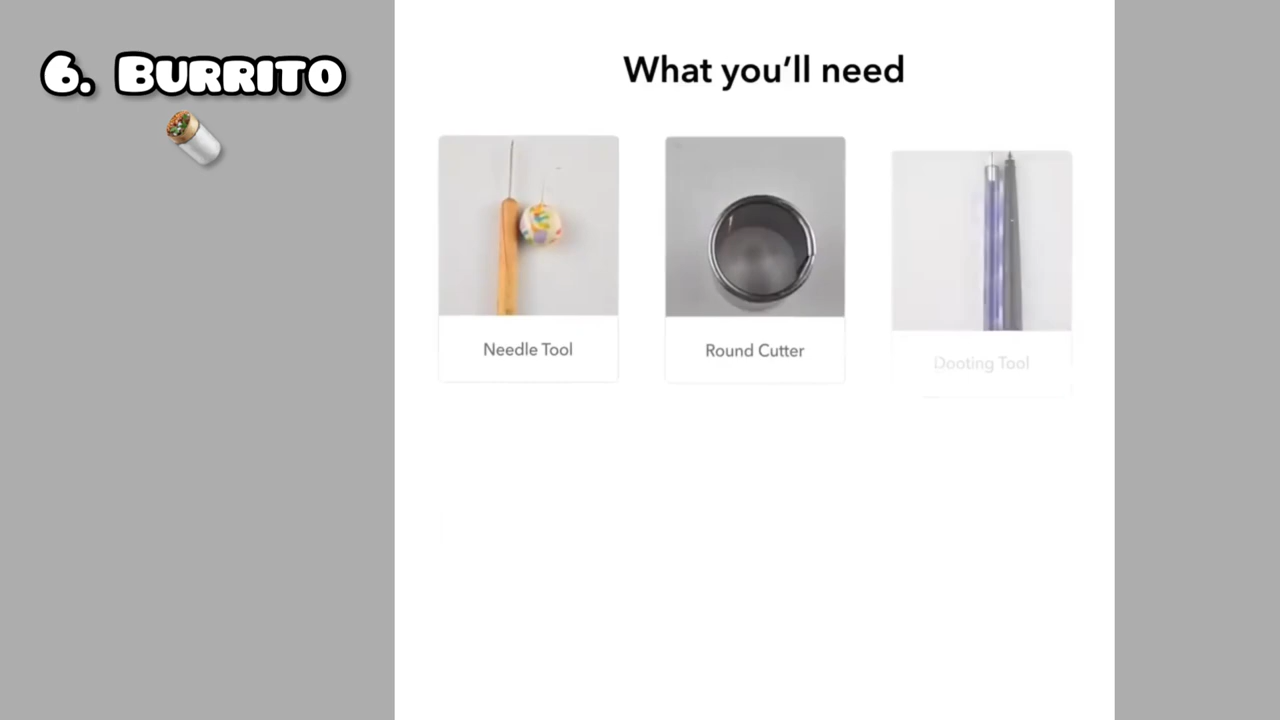 6. BURRITO
What you'll need
Needle Tool
Round Cutter
Dooting Tool